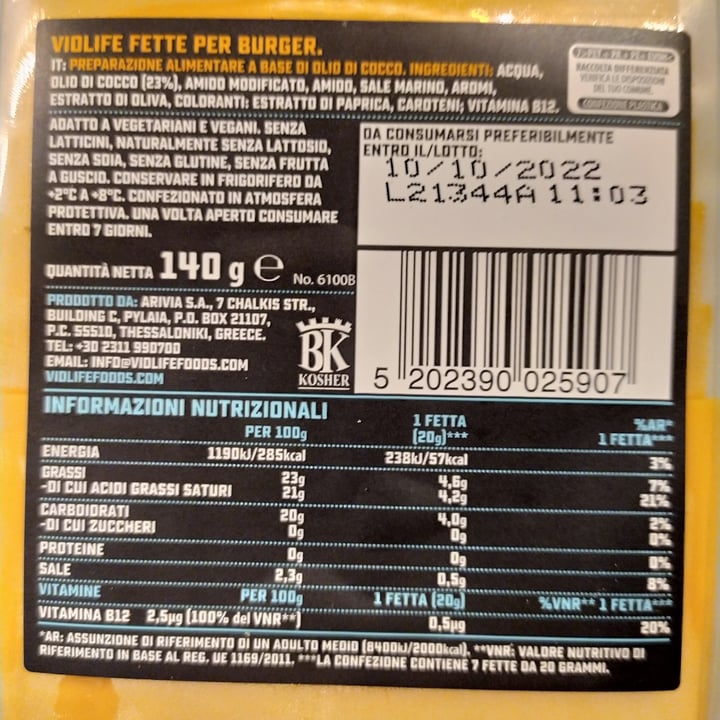 VIOLIFE FETTE PER BURGER.
IT: PREPARAZIONE ALIMENTARE A BASE DI OLIO DI COCCO. INGREDIENTI: ACQUA,
OLIO DI COCCO (23%), AMIDO MODIFICATO, AMIDO, SALE MARINO, AROMI,
ESTRATTO DI OLIVA, COLORANTI: ESTRATTO DI PAPRICA, CAROTENI; VITAMINA B12.
RACCOLTA DIFFERENZIATA
VERIFICA LE DISPOSIZIONI
DEL TUO COMUNE.
CONFEZIONE PLASTICA
ADATTO A VEGETARIANI E VEGANI. SENZA
LATTICINI, NATURALMENTE SENZA LATTOSIO,
SENZA SOIA, SENZA GLUTINE, SENZA FRUTTA
A GUSCIO. CONSERVARE IN FRIGORIFERO DA
+2°C A +8°C. CONFEZIONATO IN ATMOSFERA
PROTETTIVA. UNA VOLTA APERTO CONSUMARE
ENTRO 7 GIORNI.
DA CONSUMARSI PREFERIBILMENTE
ENTRO IL/LOTTO:
10/10/2022
L21344A 11:03
QUANTITÀ NETTA 140 g e No. 6100B
PRODOTTO DA: ARIVIA S.A., 7 CHALKIS STR.,
BUILDING C, PYLAIA, P.O. BOX 21107,
P.C. 55510, THESSALONIKI, GREECE.
TEL: +30 2311 990700
EMAIL: INFO@VIOLIFEFOODS.COM
VIOLIFEFOODS.COM
BK
KOSHER
5 202390 025907
INFORMAZIONI NUTRIZIONALI
PER 100g 1 FETTA (20g)*** %AR* 1 FETTA***
ENERGIA 1190kJ/285kcal 238kJ/57kcal 3%
GRASSI 23g 4,6g 7%
-DI CUI ACIDI GRASSI SATURI 21g 4,2g 21%
CARBOIDRATI 20g 4,0g 2%
-DI CUI ZUCCHERI 0g 0g 0%
PROTEINE 0g 0g 0%
SALE 2,3g 0,5g 8%
VITAMINE PER 100g 1 FETTA (20g) %VNR** 1 FETTA***
VITAMINA B12 2,5µg (100% del VNR**) 0,5µg 20%
*AR: ASSUNZIONE DI RIFERIMENTO DI UN ADULTO MEDIO (8400kJ/2000kcal). **VNR: VALORE NUTRITIVO DI
RIFERIMENTO IN BASE AL REG. UE 1169/2011. ***LA CONFEZIONE CONTIENE 7 FETTE DA 20 GRAMMI.